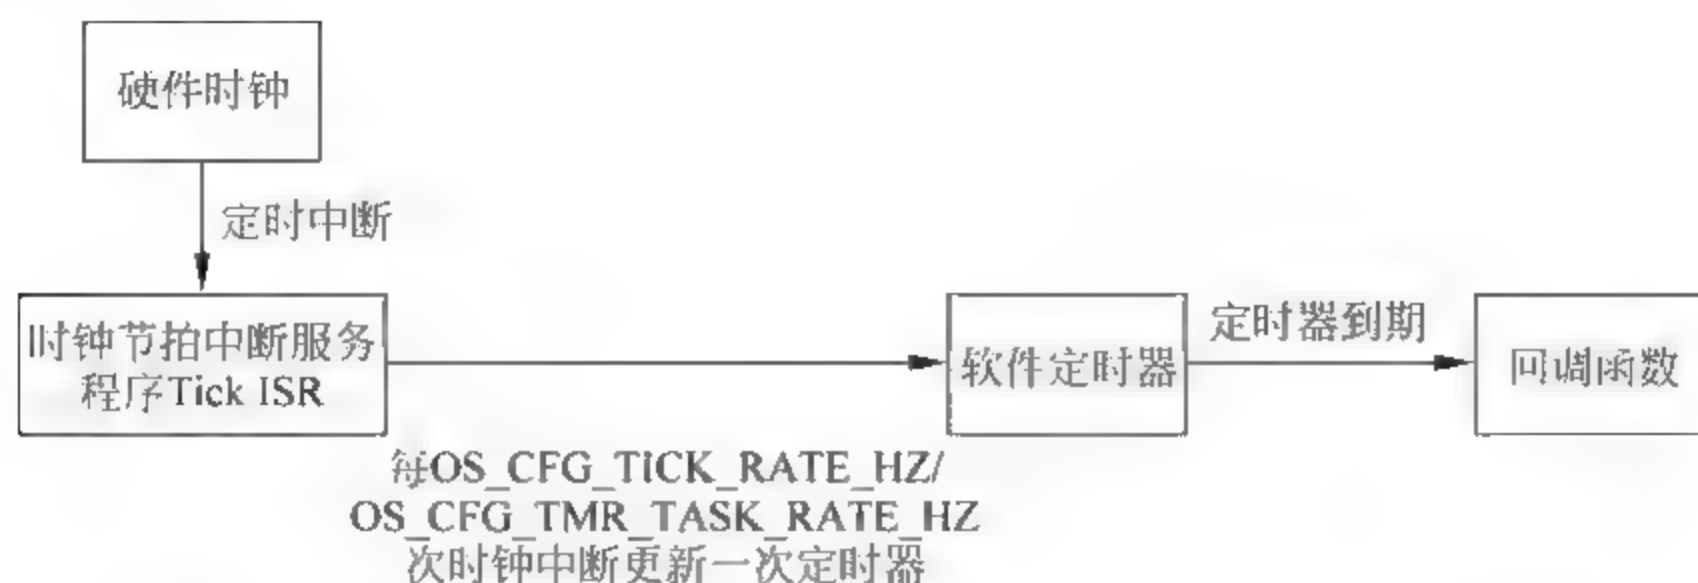 硬件时钟
定时中断
时钟节拍中断服务
程序Tick ISR
软件定时器
定时器到期
回调函数
每OS_CFG_TICK_RATE_HZ/
OS_CFG_TMR_TASK_RATE_HZ
次时钟中断更新一次定时器